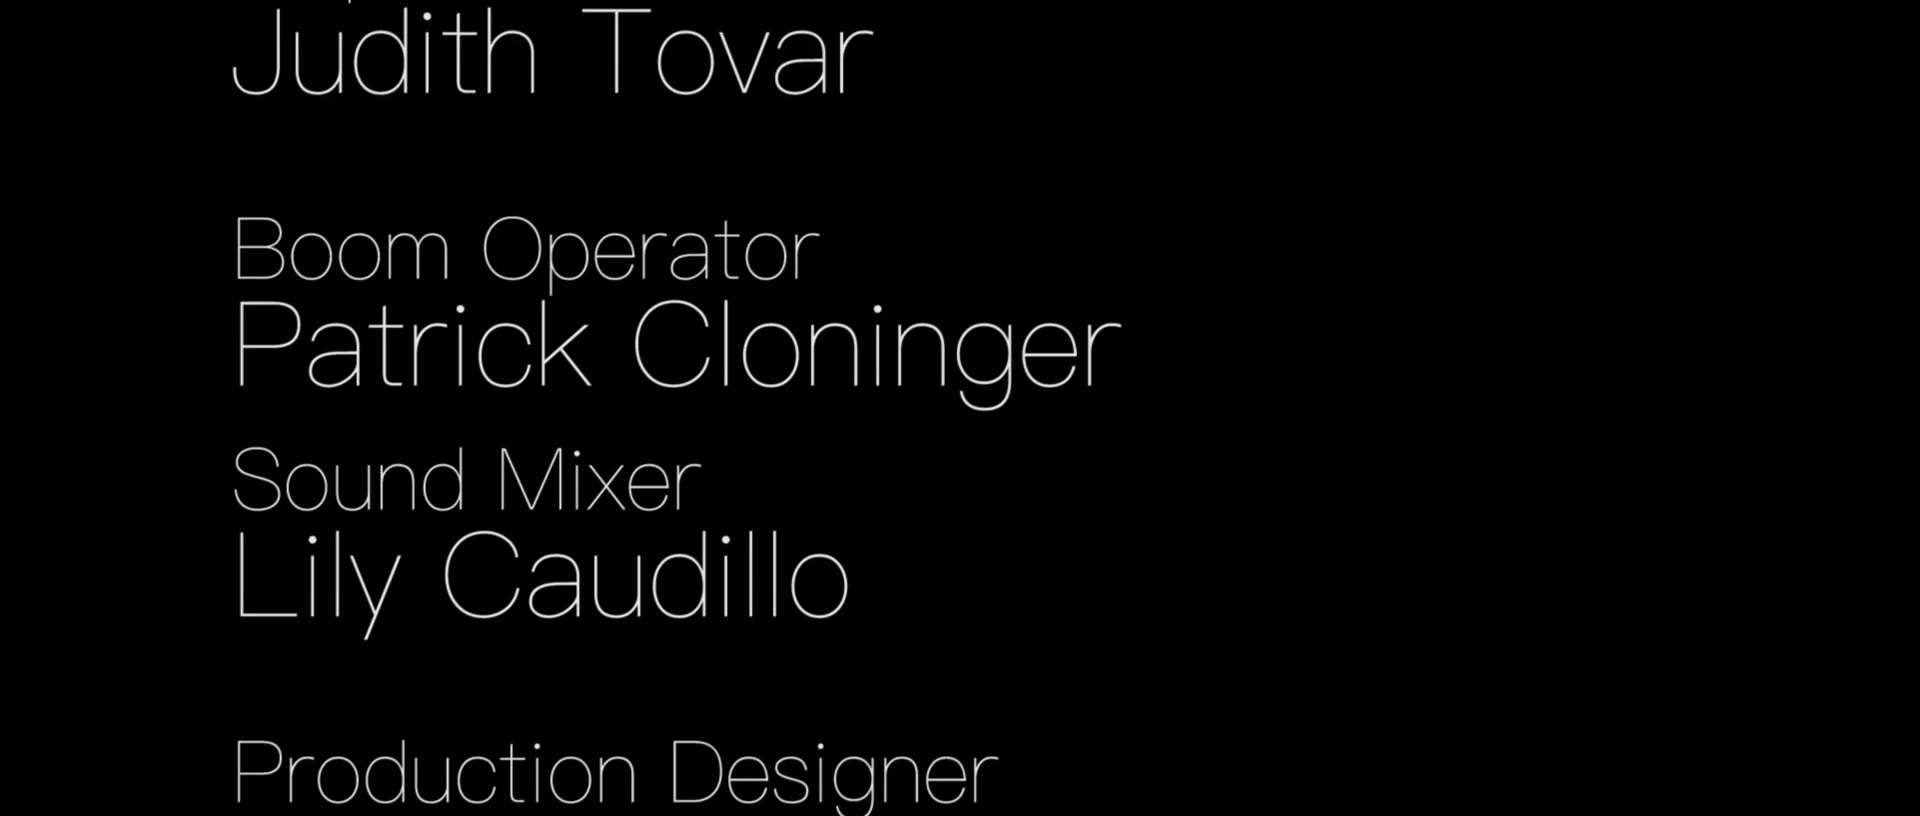 Judith Tovar
Boom Operator
Patrick Cloninger
Sound Mixer
Lily Caudillo
Production Designer